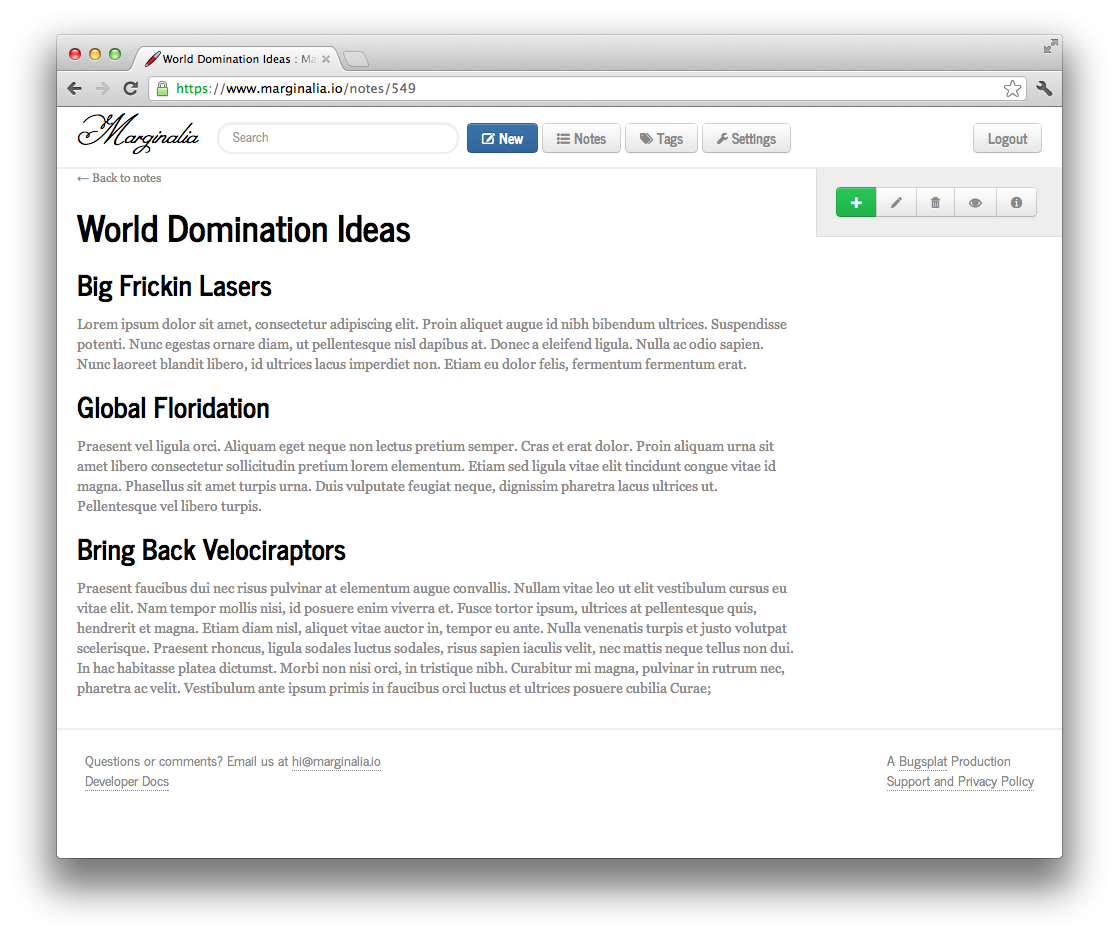 World Domination Ideas : Ma
https://www.marginalia.io/notes/549
Marginalia
Search
New
Notes
Tags
Settings
Logout
← Back to notes
World Domination Ideas
Big Frickin Lasers
Lorem ipsum dolor sit amet, consectetur adipiscing elit. Proin aliquet augue id nibh bibendum ultrices. Suspendisse
potenti. Nunc egestas ornare diam, ut pellentesque nisl dapibus at. Donec a eleifend ligula. Nulla ac odio sapien.
Nunc laoreet blandit libero, id ultrices lacus imperdiet non. Etiam eu dolor felis, fermentum fermentum erat.
Global Floridation
Praesent vel ligula orci. Aliquam eget neque non lectus pretium semper. Cras et erat dolor. Proin aliquam urna sit
amet libero consectetur sollicitudin pretium lorem elementum. Etiam sed ligula vitae elit tincidunt congue vitae id
magna. Phasellus sit amet turpis urna. Duis vulputate feugiat neque, dignissim pharetra lacus ultrices ut.
Pellentesque vel libero turpis.
Bring Back Velociraptors
Praesent faucibus dui nec risus pulvinar at elementum augue convallis. Nullam vitae leo ut elit vestibulum cursus eu
vitae elit. Nam tempor mollis nisi, id posuere enim viverra et. Fusce tortor ipsum, ultrices at pellentesque quis,
hendrerit et magna. Etiam diam nisl, aliquet vitae auctor in, tempor eu ante. Nulla venenatis turpis et justo volutpat
scelerisque. Praesent rhoncus, ligula sodales luctus sodales, risus sapien iaculis velit, nec mattis neque tellus non dui.
In hac habitasse platea dictumst. Morbi non nisi orci, in tristique nibh. Curabitur mi magna, pulvinar in rutrum nec,
pharetra ac velit. Vestibulum ante ipsum primis in faucibus orci luctus et ultrices posuere cubilia Curae;
Questions or comments? Email us at hi@marginalia.io
Developer Docs
A Bugsplat Production
Support and Privacy Policy